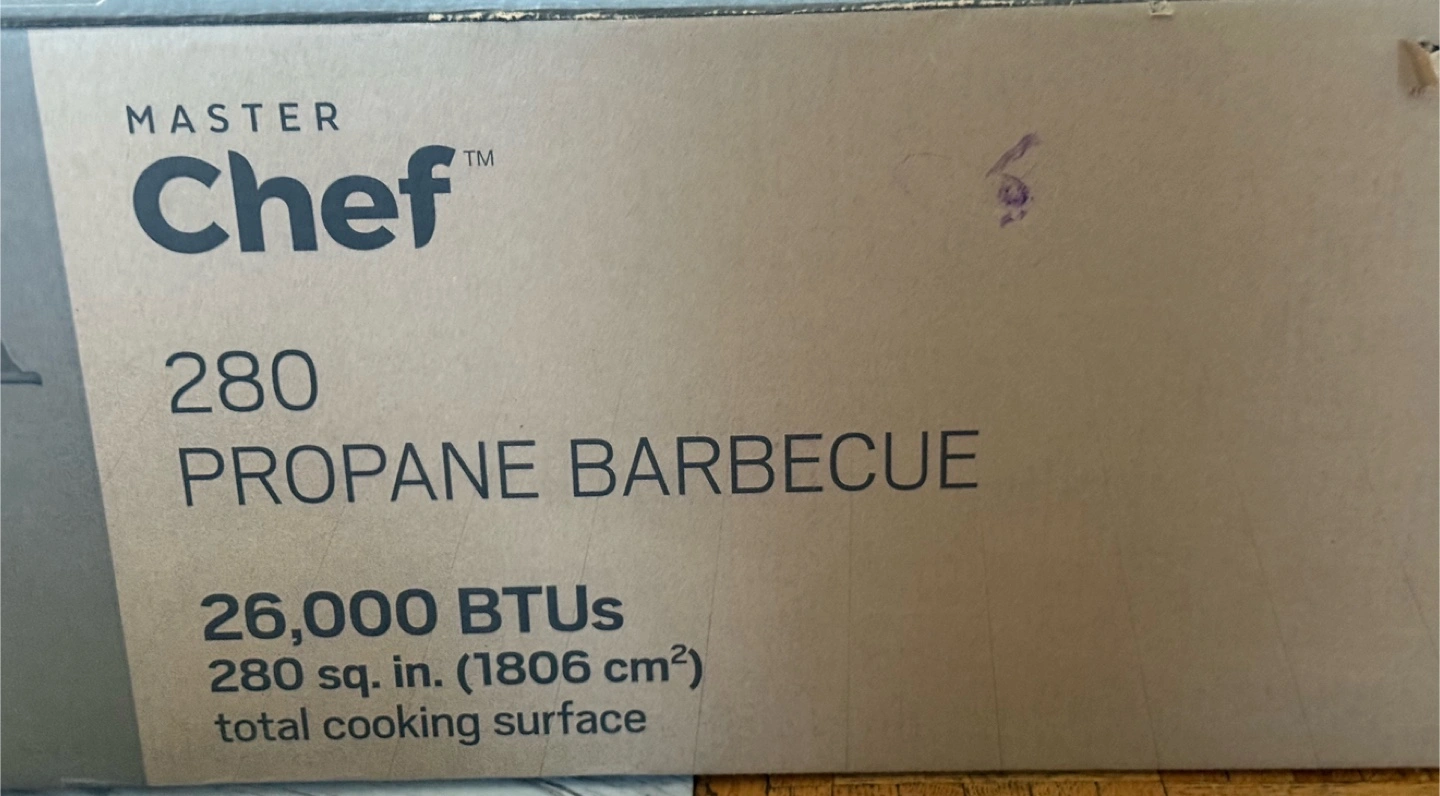 MASTER
Chef™
280
PROPANE BARBECUE
26,000 BTUs
280 sq. in. (1806 cm²)
total cooking surface